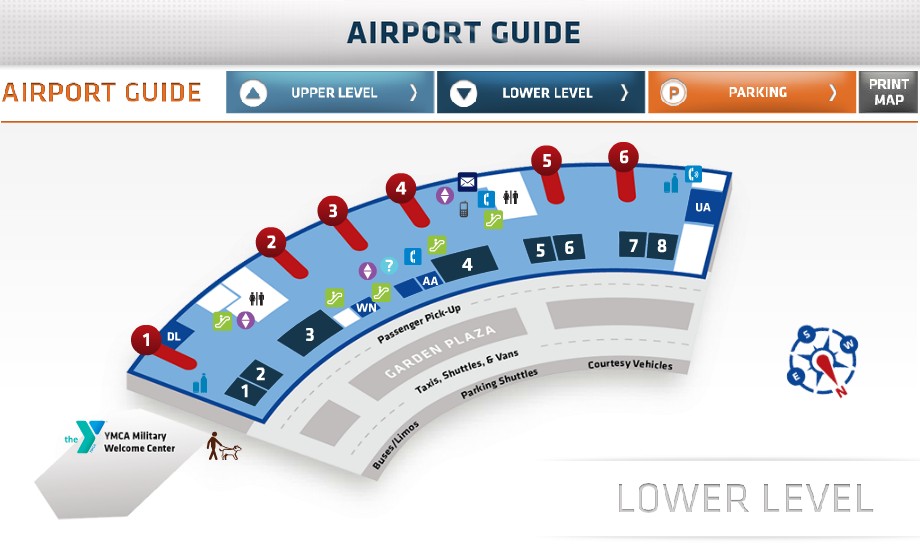 AIRPORT GUIDE
AIRPORT GUIDE
UPPER LEVEL
LOWER LEVEL
P
PARKING
PRINT
MAP
1
2
3
4
5
6
DL
WN
?
AA
UA
1
2
3
4
5
6
7
8
Passenger Pick-Up
GARDEN PLAZA
Taxis, Shuttles, & Vans
Parking Shuttles
Courtesy Vehicles
Buses/Limos
the Y
YMCA Military
Welcome Center
S
W
E
N
LOWER LEVEL